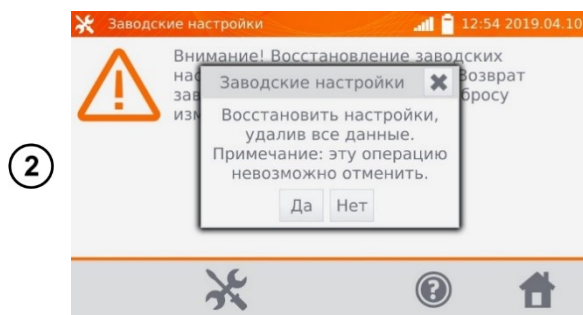 Заводские настройки 12:54 2019.04.10
Внимание! Восстановление заводских
Возврат
бросу
Заводские настройки
Восстановить настройки,
удалив все данные.
Примечание: эту операцию
невозможно отменить.
Да Нет
2